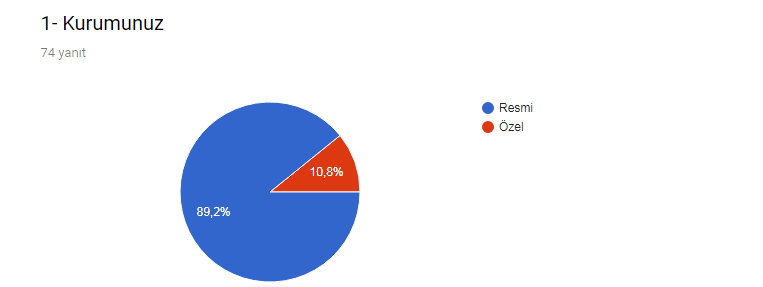 1- Kurumunuz
74 yanıt
Resmi
Özel
10,8%
89,2%